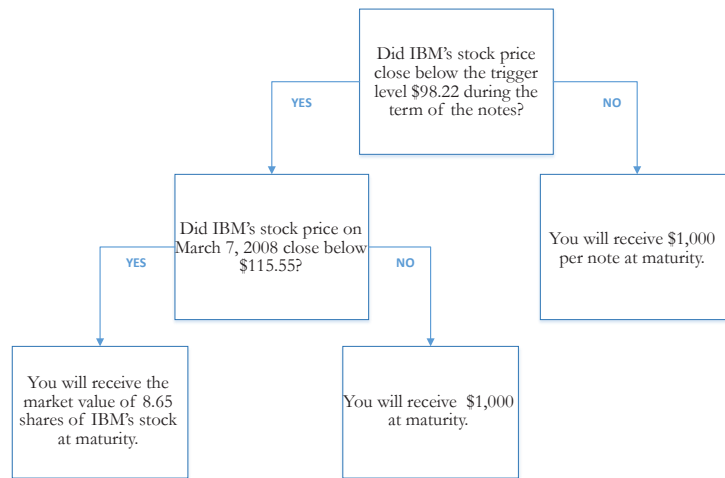 Did IBM's stock price
close below the trigger
level $98.22 during the
term of the notes?
YES
NO
Did IBM's stock price on
March 7, 2008 close below
$115.55?
You will receive $1,000
per note at maturity.
YES
NO
You will receive the
market value of 8.65
shares of IBM's stock
at maturity.
You will receive $1,000
at maturity.